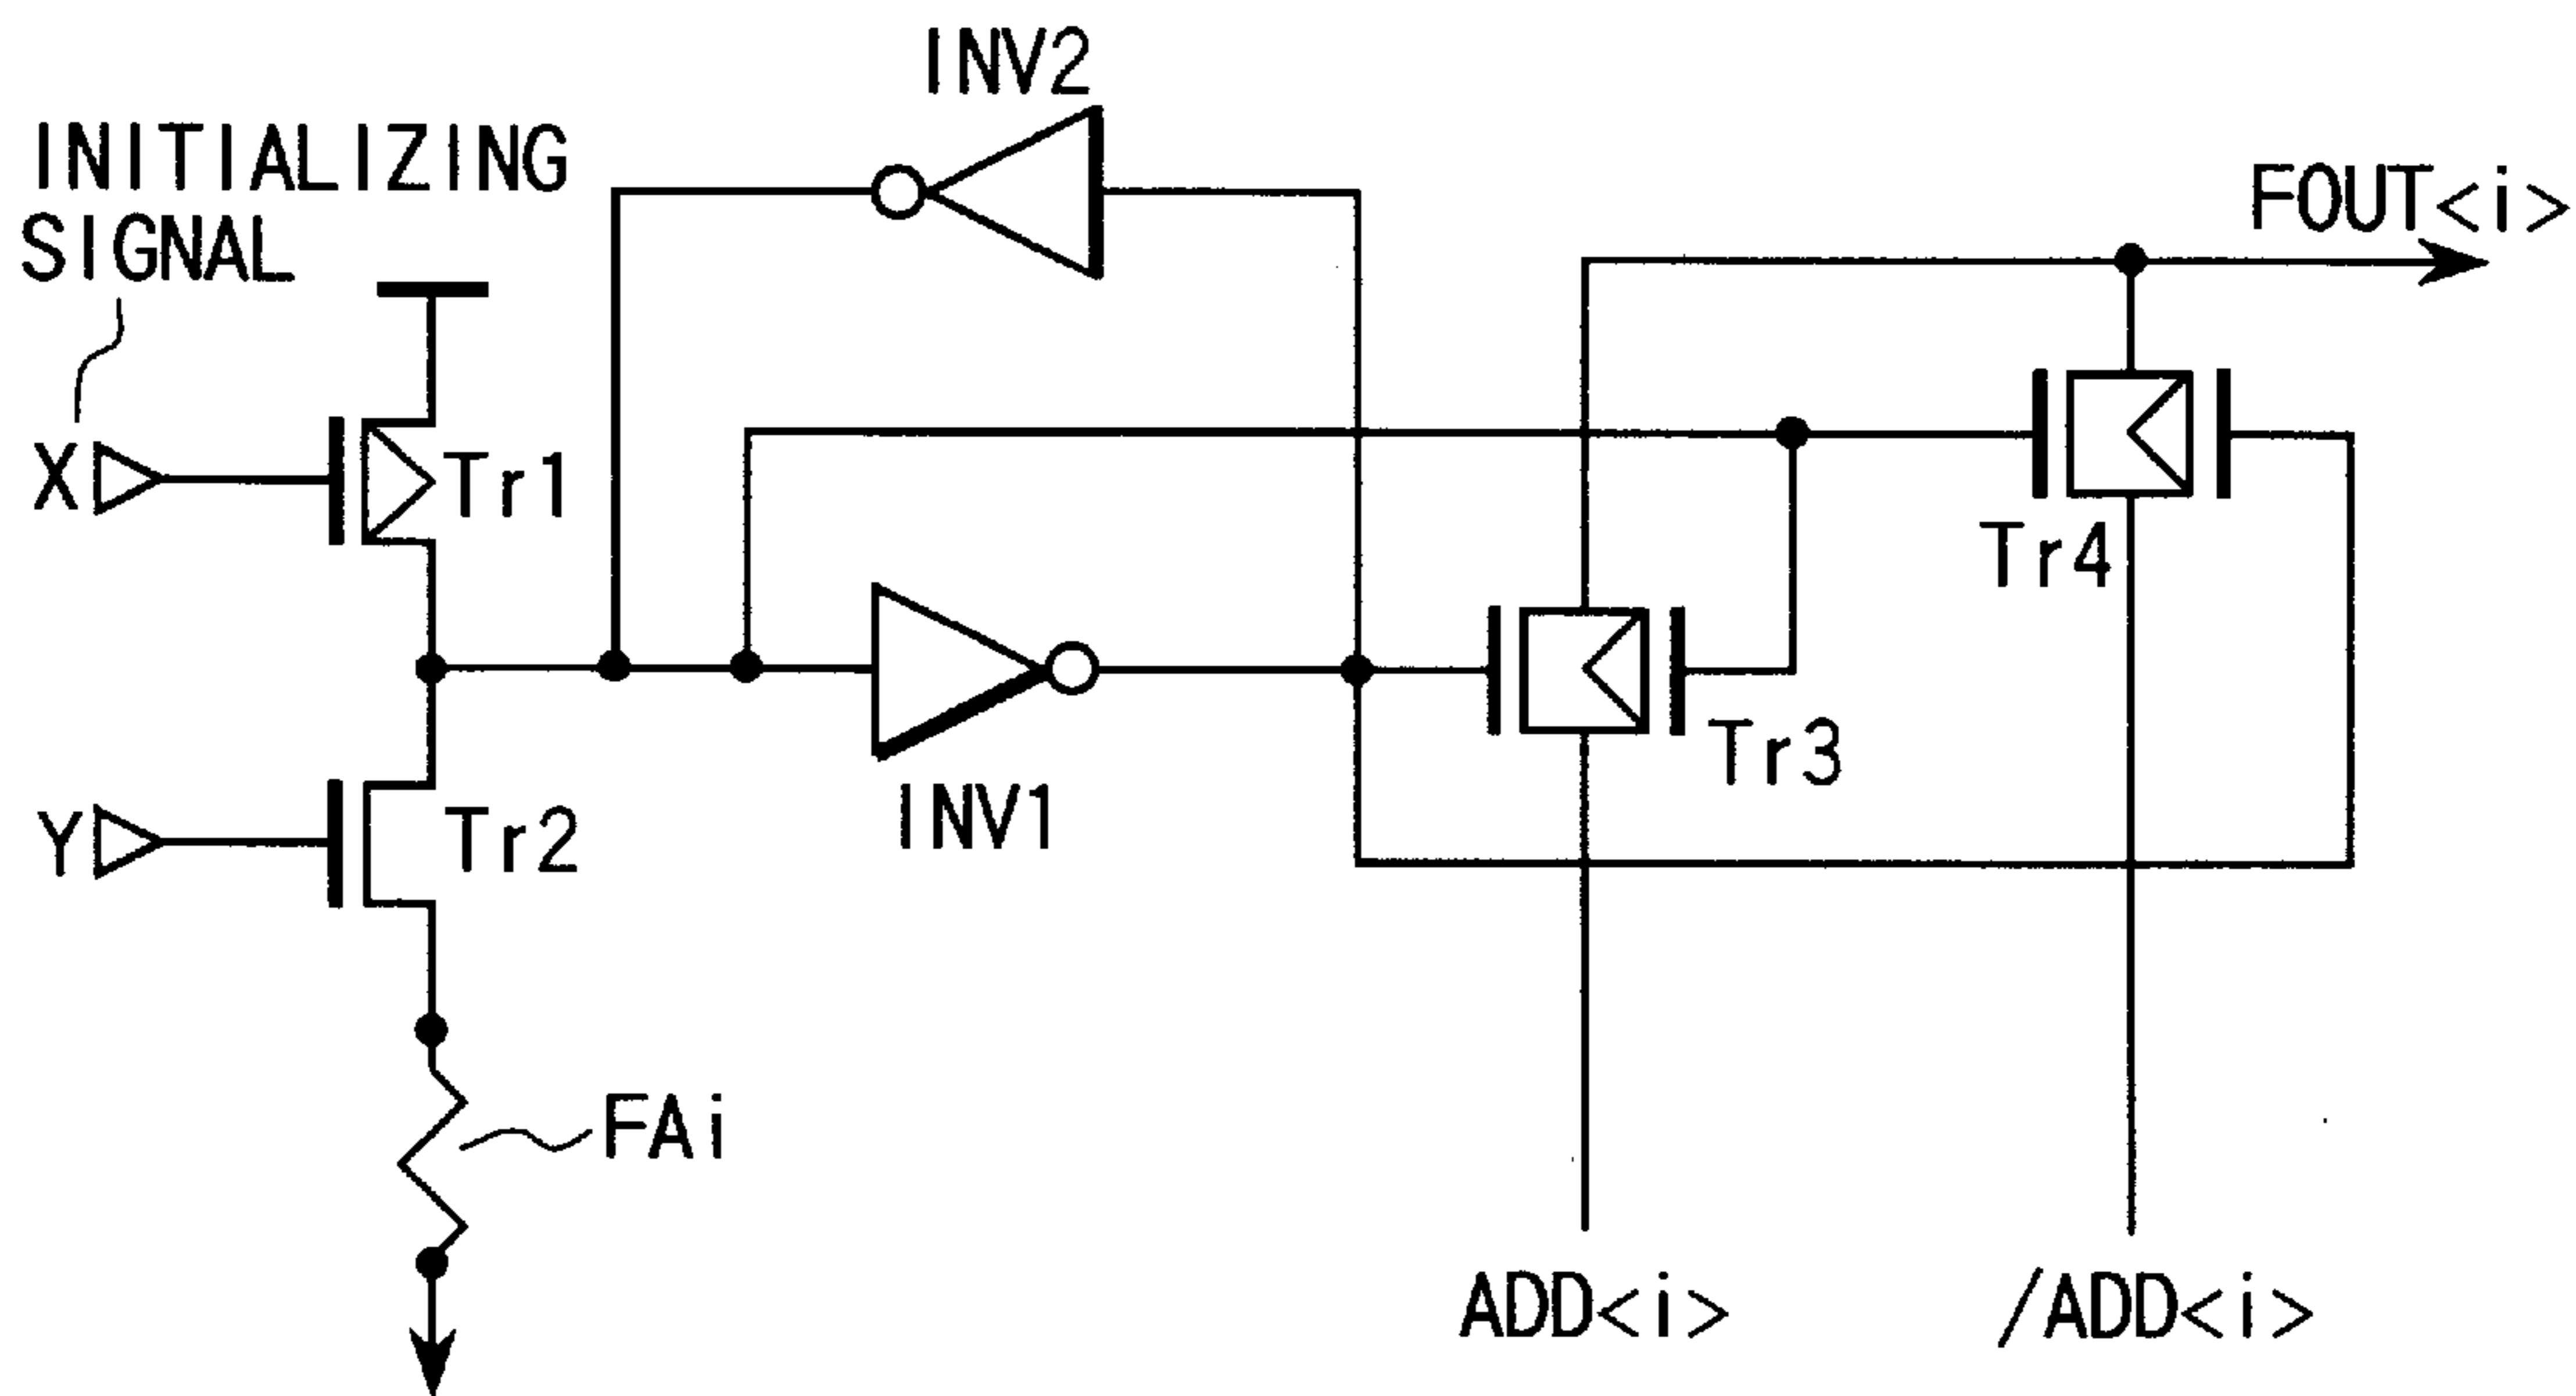 INV2
INITIALIZING
SIGNAL
FOUT<i>
X
Tr1
Tr4
Tr3
Y
Tr2
INV1
FAi
ADD<i>
/ADD<i>